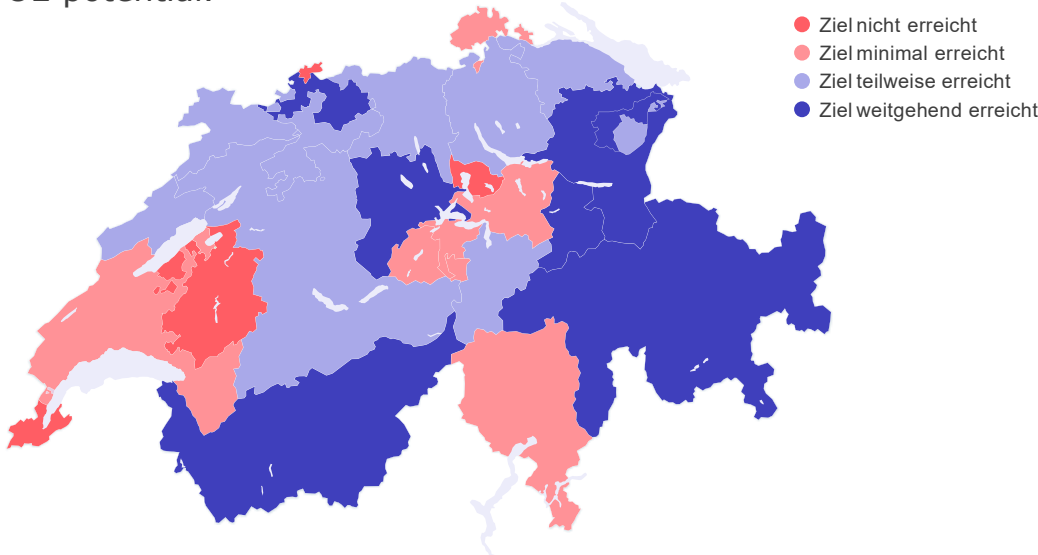 Ziel nicht erreicht
Ziel minimal erreicht
Ziel teilweise erreicht
Ziel weitgehend erreicht